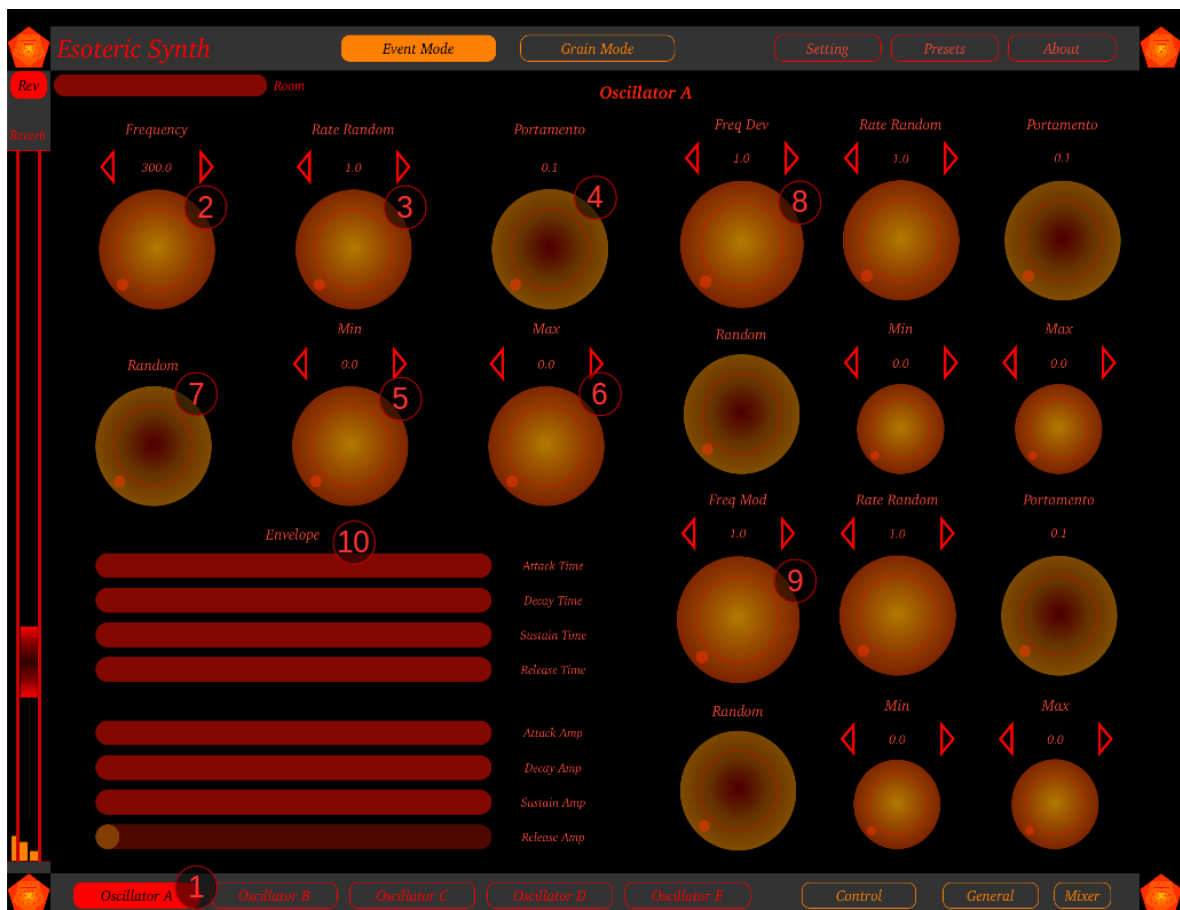 Esoteric Synth
Event Mode
Grain Mode
Setting
Presets
About
Rev
Room
Reverb
Oscillator A
Frequency
Rate Random
Portamento
300.0
1.0
0.1
2
3
4
Random
Min
Max
0.0
0.0
7
5
6
Freq Dev
Rate Random
Portamento
1.0
1.0
0.1
8
Random
Min
Max
0.0
0.0
Freq Mod
Rate Random
Portamento
1.0
1.0
0.1
9
Random
Min
Max
0.0
0.0
Envelope
10
Attack Time
Decay Time
Sustain Time
Release Time
Attack Amp
Decay Amp
Sustain Amp
Release Amp
Oscillator A
1
Oscillator B
Oscillator C
Oscillator D
Oscillator E
Control
General
Mixer